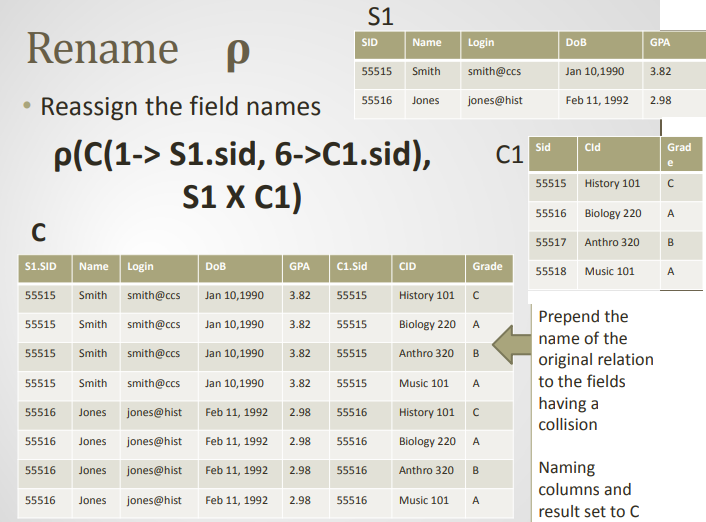 Rename ρ
• Reassign the field names
ρ(C(1-> S1.sid, 6->C1.sid),
S1 X C1)
S1
SID Name Login DoB GPA
55515 Smith smith@ccs Jan 10,1990 3.82
55516 Jones jones@hist Feb 11, 1992 2.98
C1
Sid CId Grad
e
55515 History 101 C
55516 Biology 220 A
55517 Anthro 320 B
55518 Music 101 A
C
S1.SID Name Login DoB GPA C1.Sid CID Grade
55515 Smith smith@ccs Jan 10,1990 3.82 55515 History 101 C
55515 Smith smith@ccs Jan 10,1990 3.82 55515 Biology 220 A
55515 Smith smith@ccs Jan 10,1990 3.82 55515 Anthro 320 B
55515 Smith smith@ccs Jan 10,1990 3.82 55515 Music 101 A
55516 Jones jones@hist Feb 11, 1992 2.98 55516 History 101 C
55516 Jones jones@hist Feb 11, 1992 2.98 55516 Biology 220 A
55516 Jones jones@hist Feb 11, 1992 2.98 55516 Anthro 320 B
55516 Jones jones@hist Feb 11, 1992 2.98 55516 Music 101 A
Prepend the
name of the
original relation
to the fields
having a
collision
Naming
columns and
result set to C